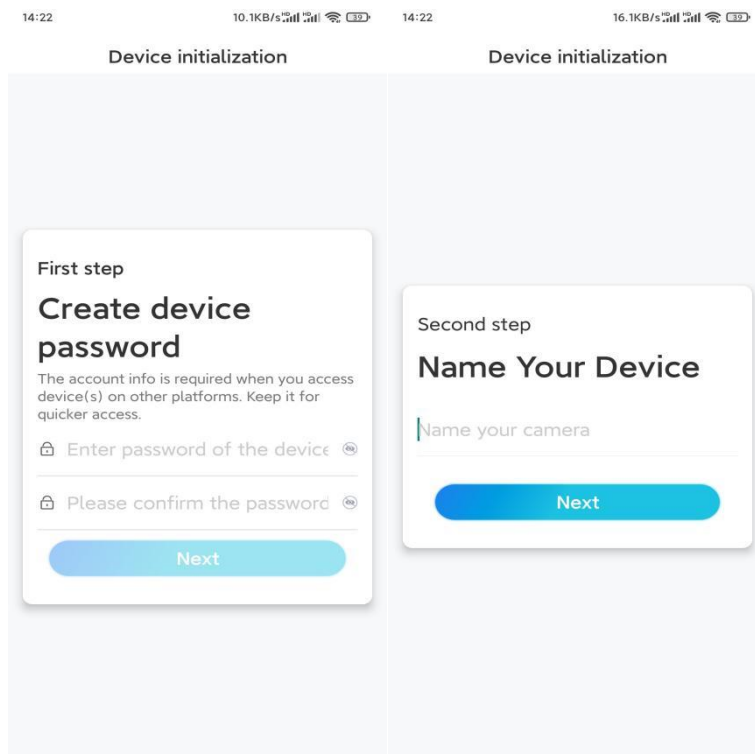 14:22
10.1KB/s
39
Device initialization
First step
Create device
password
The account info is required when you access
device(s) on other platforms. Keep it for
quicker access.
Enter password of the device
Please confirm the password
Next
14:22
16.1KB/s
39
Device initialization
Second step
Name Your Device
Name your camera
Next